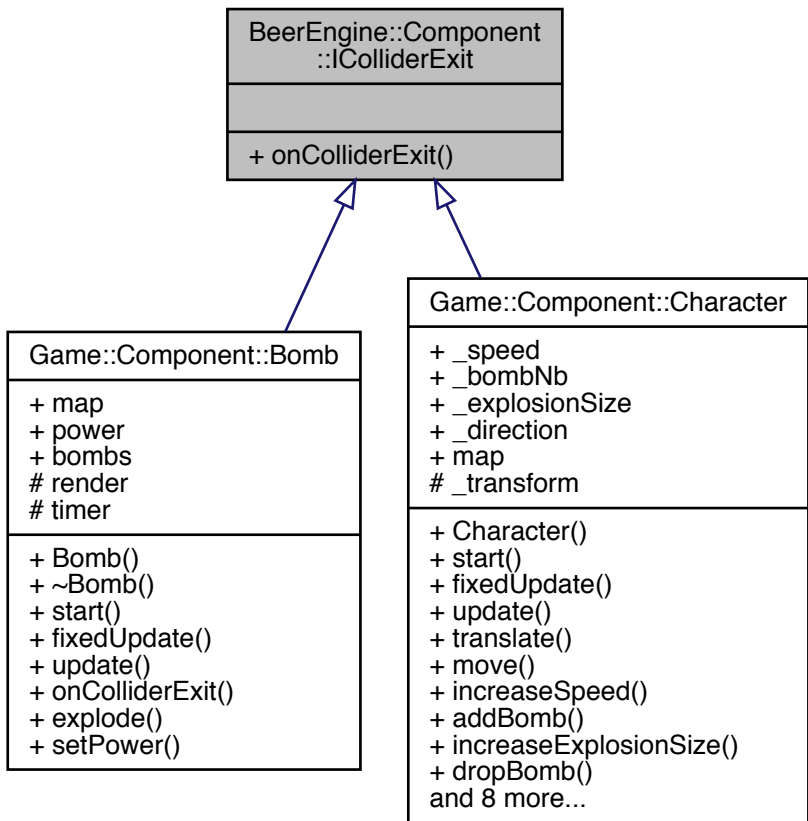 BeerEngine::Component
::IColliderExit
+ onColliderExit()
Game::Component::Bomb
+ map
+ power
+ bombs
# render
# timer
+ Bomb()
+ ~Bomb()
+ start()
+ fixedUpdate()
+ update()
+ onColliderExit()
+ explode()
+ setPower()
Game::Component::Character
+ _speed
+ _bombNb
+ _explosionSize
+ _direction
+ map
# _transform
+ Character()
+ start()
+ fixedUpdate()
+ update()
+ translate()
+ move()
+ increaseSpeed()
+ addBomb()
+ increaseExplosionSize()
+ dropBomb()
and 8 more...